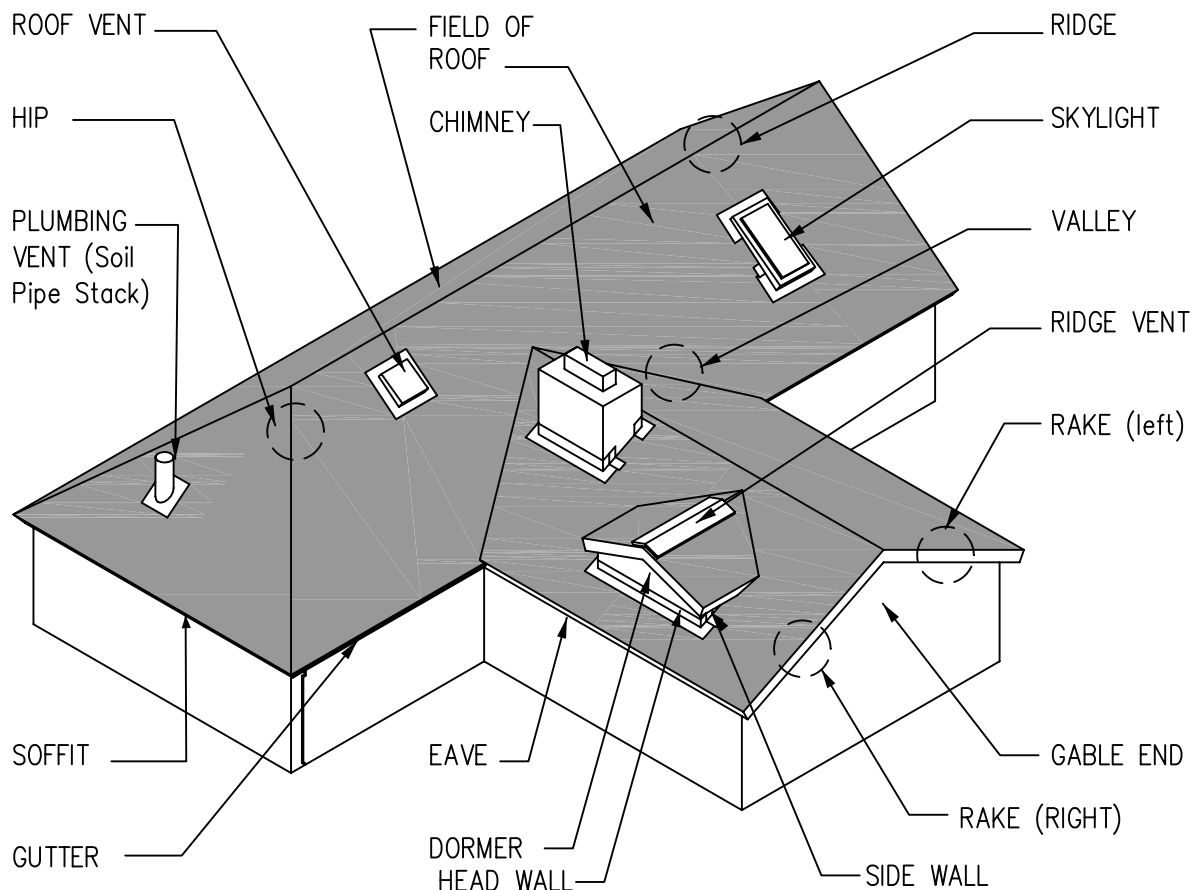 ROOF VENT
FIELD OF
ROOF
RIDGE
HIP
CHIMNEY
SKYLIGHT
PLUMBING
VENT (Soil
Pipe Stack)
VALLEY
RIDGE VENT
RAKE (left)
SOFFIT
EAVE
GABLE END
RAKE (RIGHT)
GUTTER
DORMER
HEAD WALL
SIDE WALL